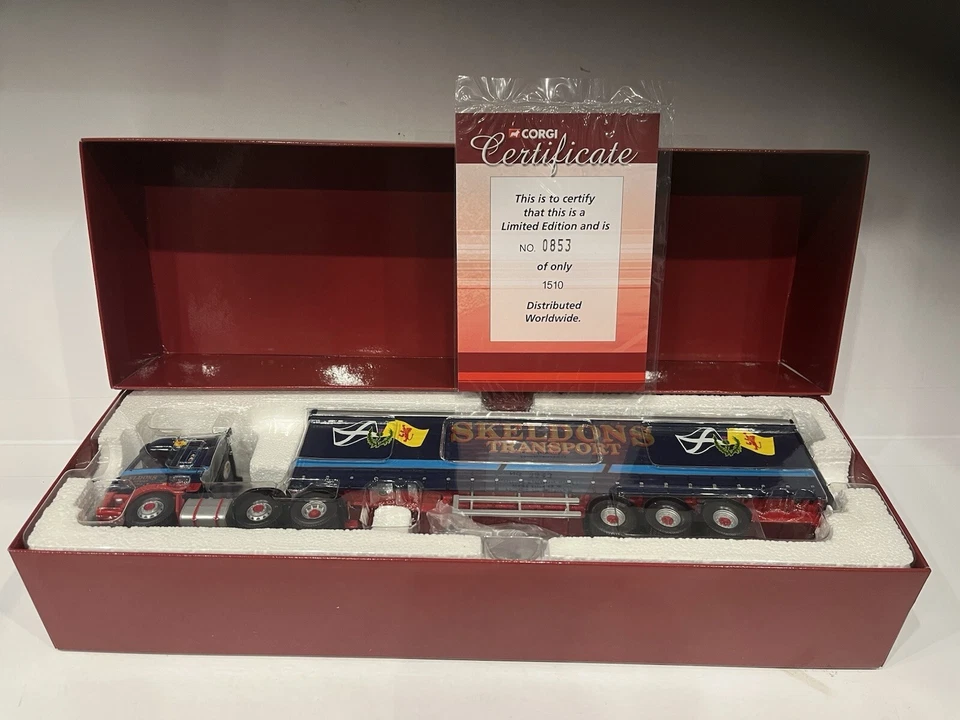 CORGI
Certificate
This is to certify
that this is a
Limited Edition and is
NO. 0853
of only
1510
Distributed
Worldwide.
SKELDONS
TRANSPORT